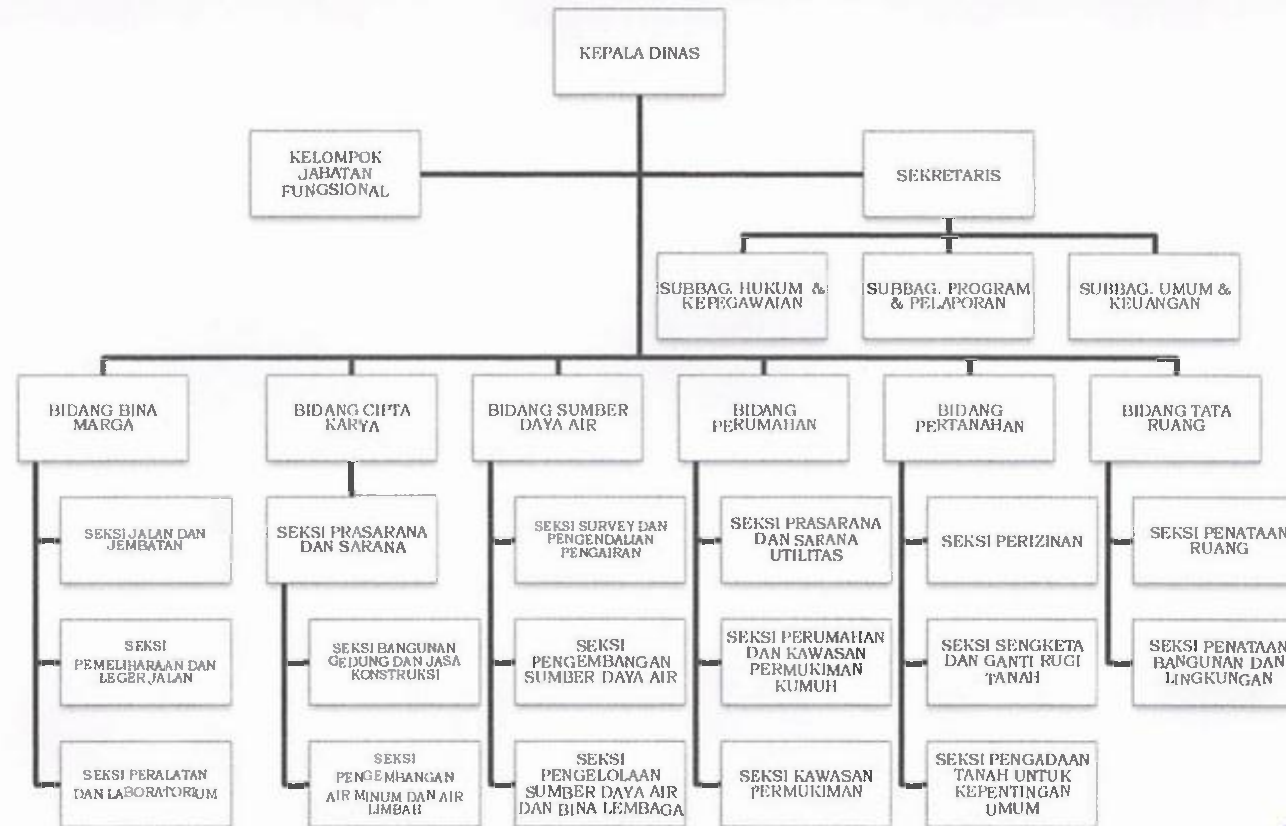 KEPALA DINAS
KELOMPOK
JABATAN
FUNGSIONAL
SEKRETARIS
SUBBAG. HUKUM &
KEPEGAWAIAN
SUBBAG. PROGRAM
& PELAPORAN
SUBBAG. UMUM &
KEUANGAN
BIDANG BINA
MARGA
BIDANG CIPTA
KARYA
BIDANG SUMBER
DAYA AIR
BIDANG
PERUMAHAN
BIDANG
PERTANAHAN
BIDANG TATA
RUANG
SEKSI JALAN DAN
JEMBATAN
SEKSI PRASARANA
DAN SARANA
SEKSI SURVEY DAN
PENGENDALIAN
PENGAIRAN
SEKSI PRASARANA
DAN SARANA
UTILITAS
SEKSI PERIZINAN
SEKSI PENATAAN
RUANG
SEKSI
PEMELIHARAAN DAN
LEGER JALAN
SEKSI BANGUNAN
GEDUNG DAN JASA
KONSTRUKSI
SEKSI
PENGEMBANGAN
SUMBER DAYA AIR
SEKSI PERUMAHAN
DAN KAWASAN
PERMUKIMAN
KUMUH
SEKSI SENGKETA
DAN GANTI RUGI
TANAH
SEKSI PENATAAN
BANGUNAN DAN
LINGKUNGAN
SEKSI PERALATAN
DAN LABORATORIUM
SEKSI
PENGEMBANGAN
AIR MINUM DAN AIR
LIMBAH
SEKSI
PENGELOLAAN
SUMBER DAYA AIR
DAN BINA LEMBAGA
SEKSI KAWASAN
PERMUKIMAN
SEKSI PENGADAAN
TANAH UNTUK
KEPENTINGAN
UMUM